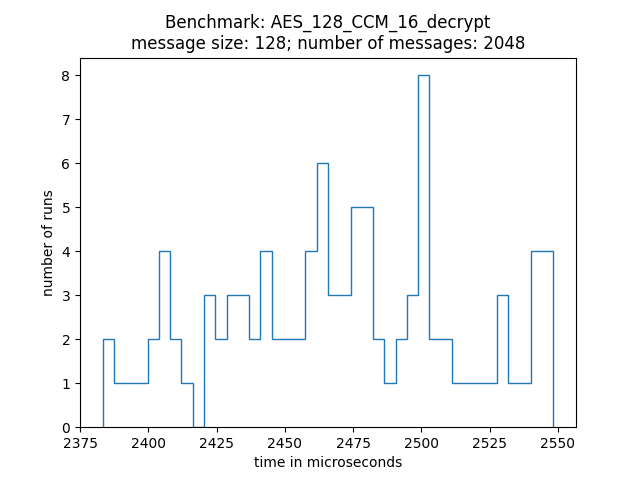 Benchmark: AES_128_CCM_16_decrypt
message size: 128; number of messages: 2048
8
7
6
5
4
3
2
1
0
number of runs
2375 2400 2425 2450 2475 2500 2525 2550
time in microseconds